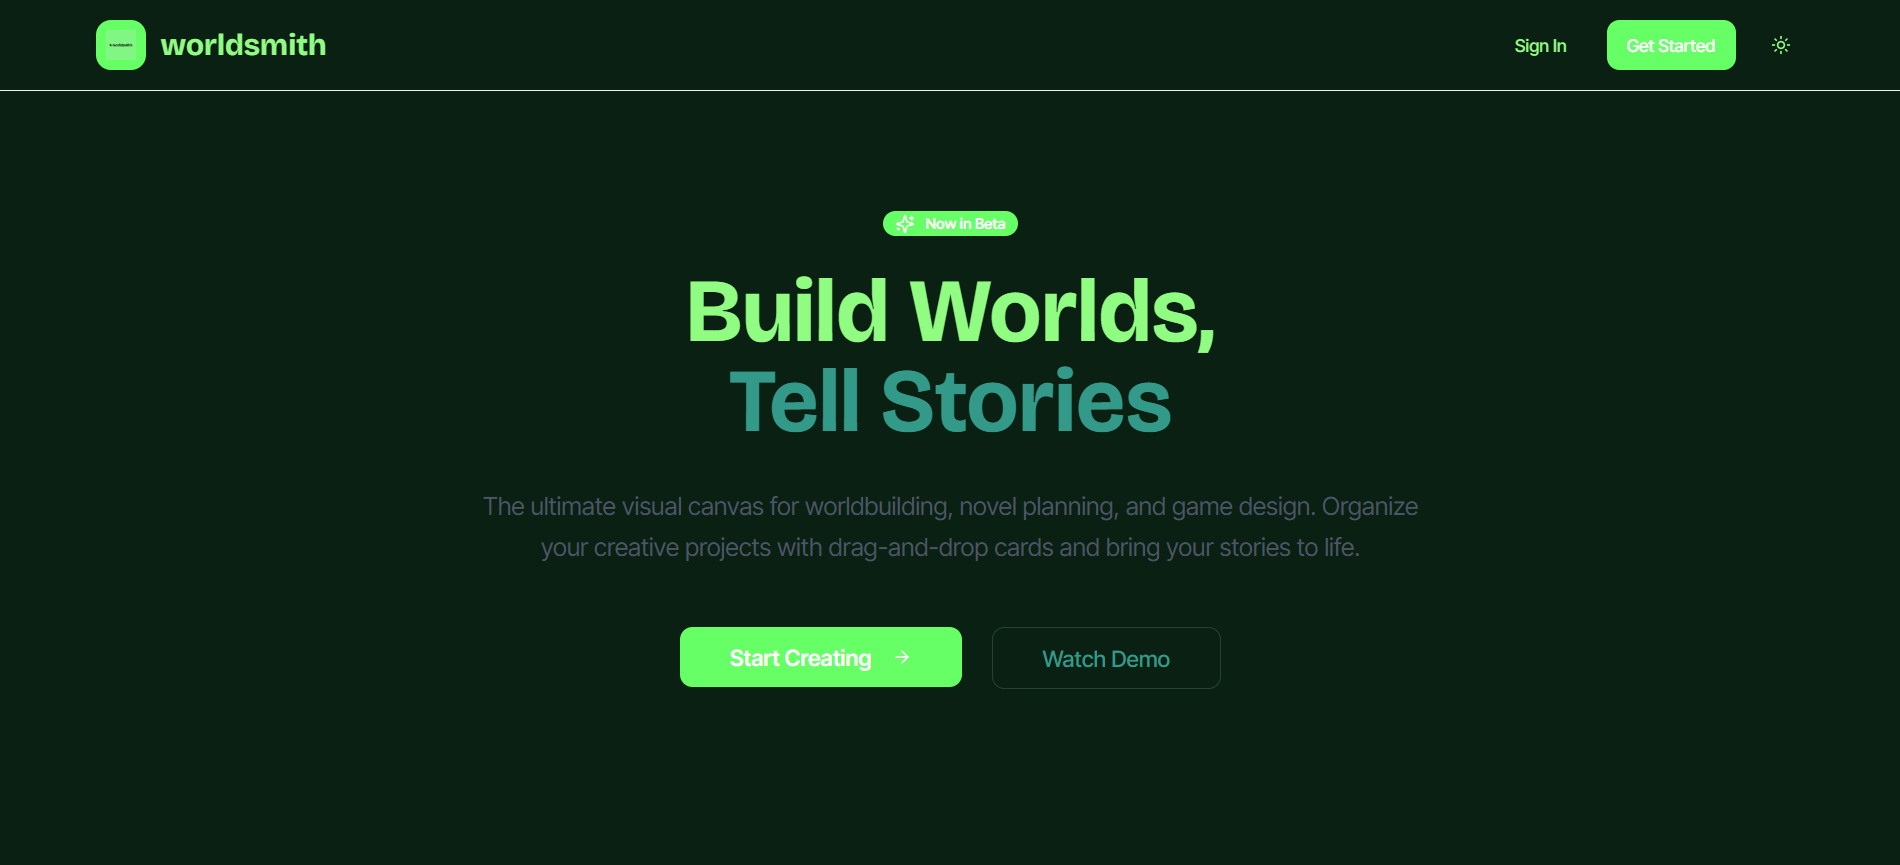 worldsmith
Sign In
Get Started
Now in Beta
Build Worlds,
Tell Stories
The ultimate visual canvas for worldbuilding, novel planning, and game design. Organize
your creative projects with drag-and-drop cards and bring your stories to life.
Start Creating
Watch Demo